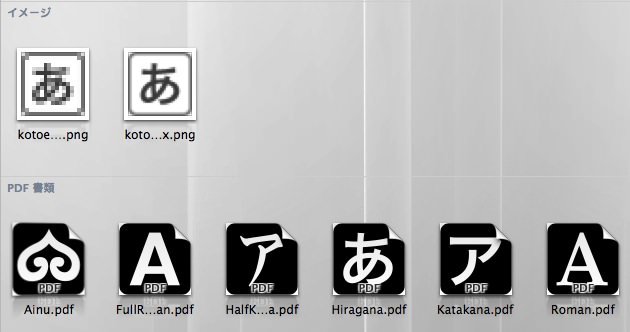 イメージ
あ あ
kotoe....png koto...x.png
PDF 書類
A ア あ ア A
PDF PDF PDF PDF PDF PDF
Ainu.pdf FullR...an.pdf HalfK...a.pdf Hiragana.pdf Katakana.pdf Roman.pdf